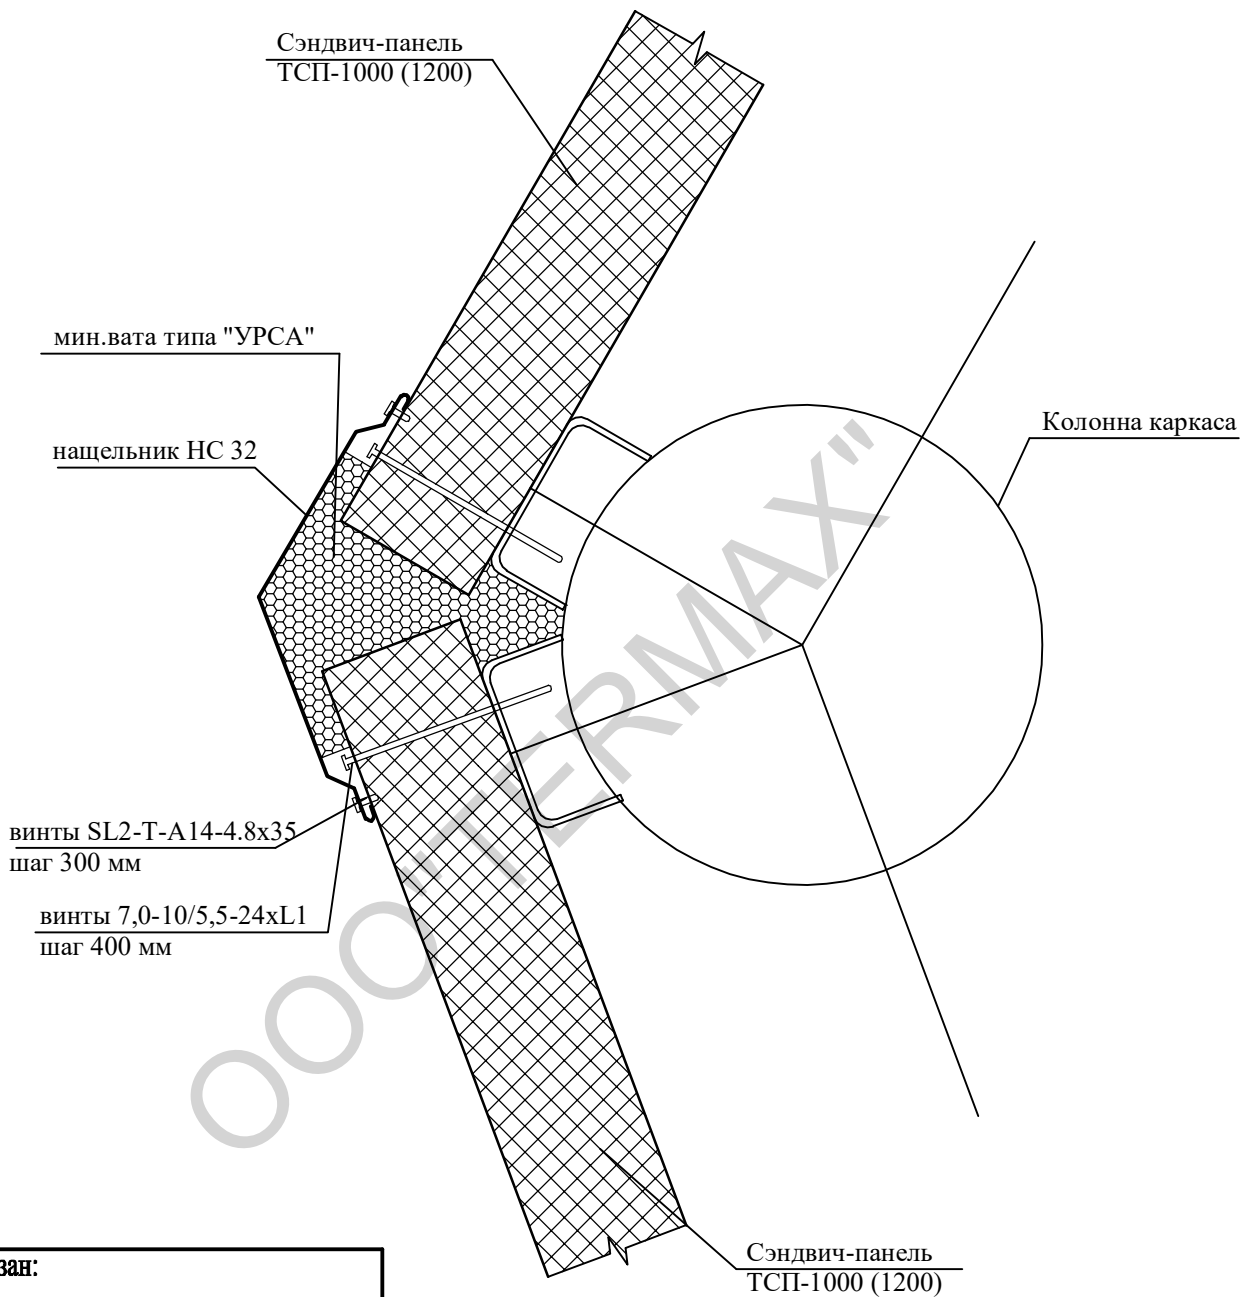 Сэндвич-панель
ТСП-1000 (1200)
мин.вата типа "УРСА"
нащельник НС 32
Колонна каркаса
винты SL2-T-A14-4.8x35
шаг 300 мм
винты 7,0-10/5,5-24xL1
шаг 400 мм
ООО "TERMAX"
Сэндвич-панель
ТСП-1000 (1200)